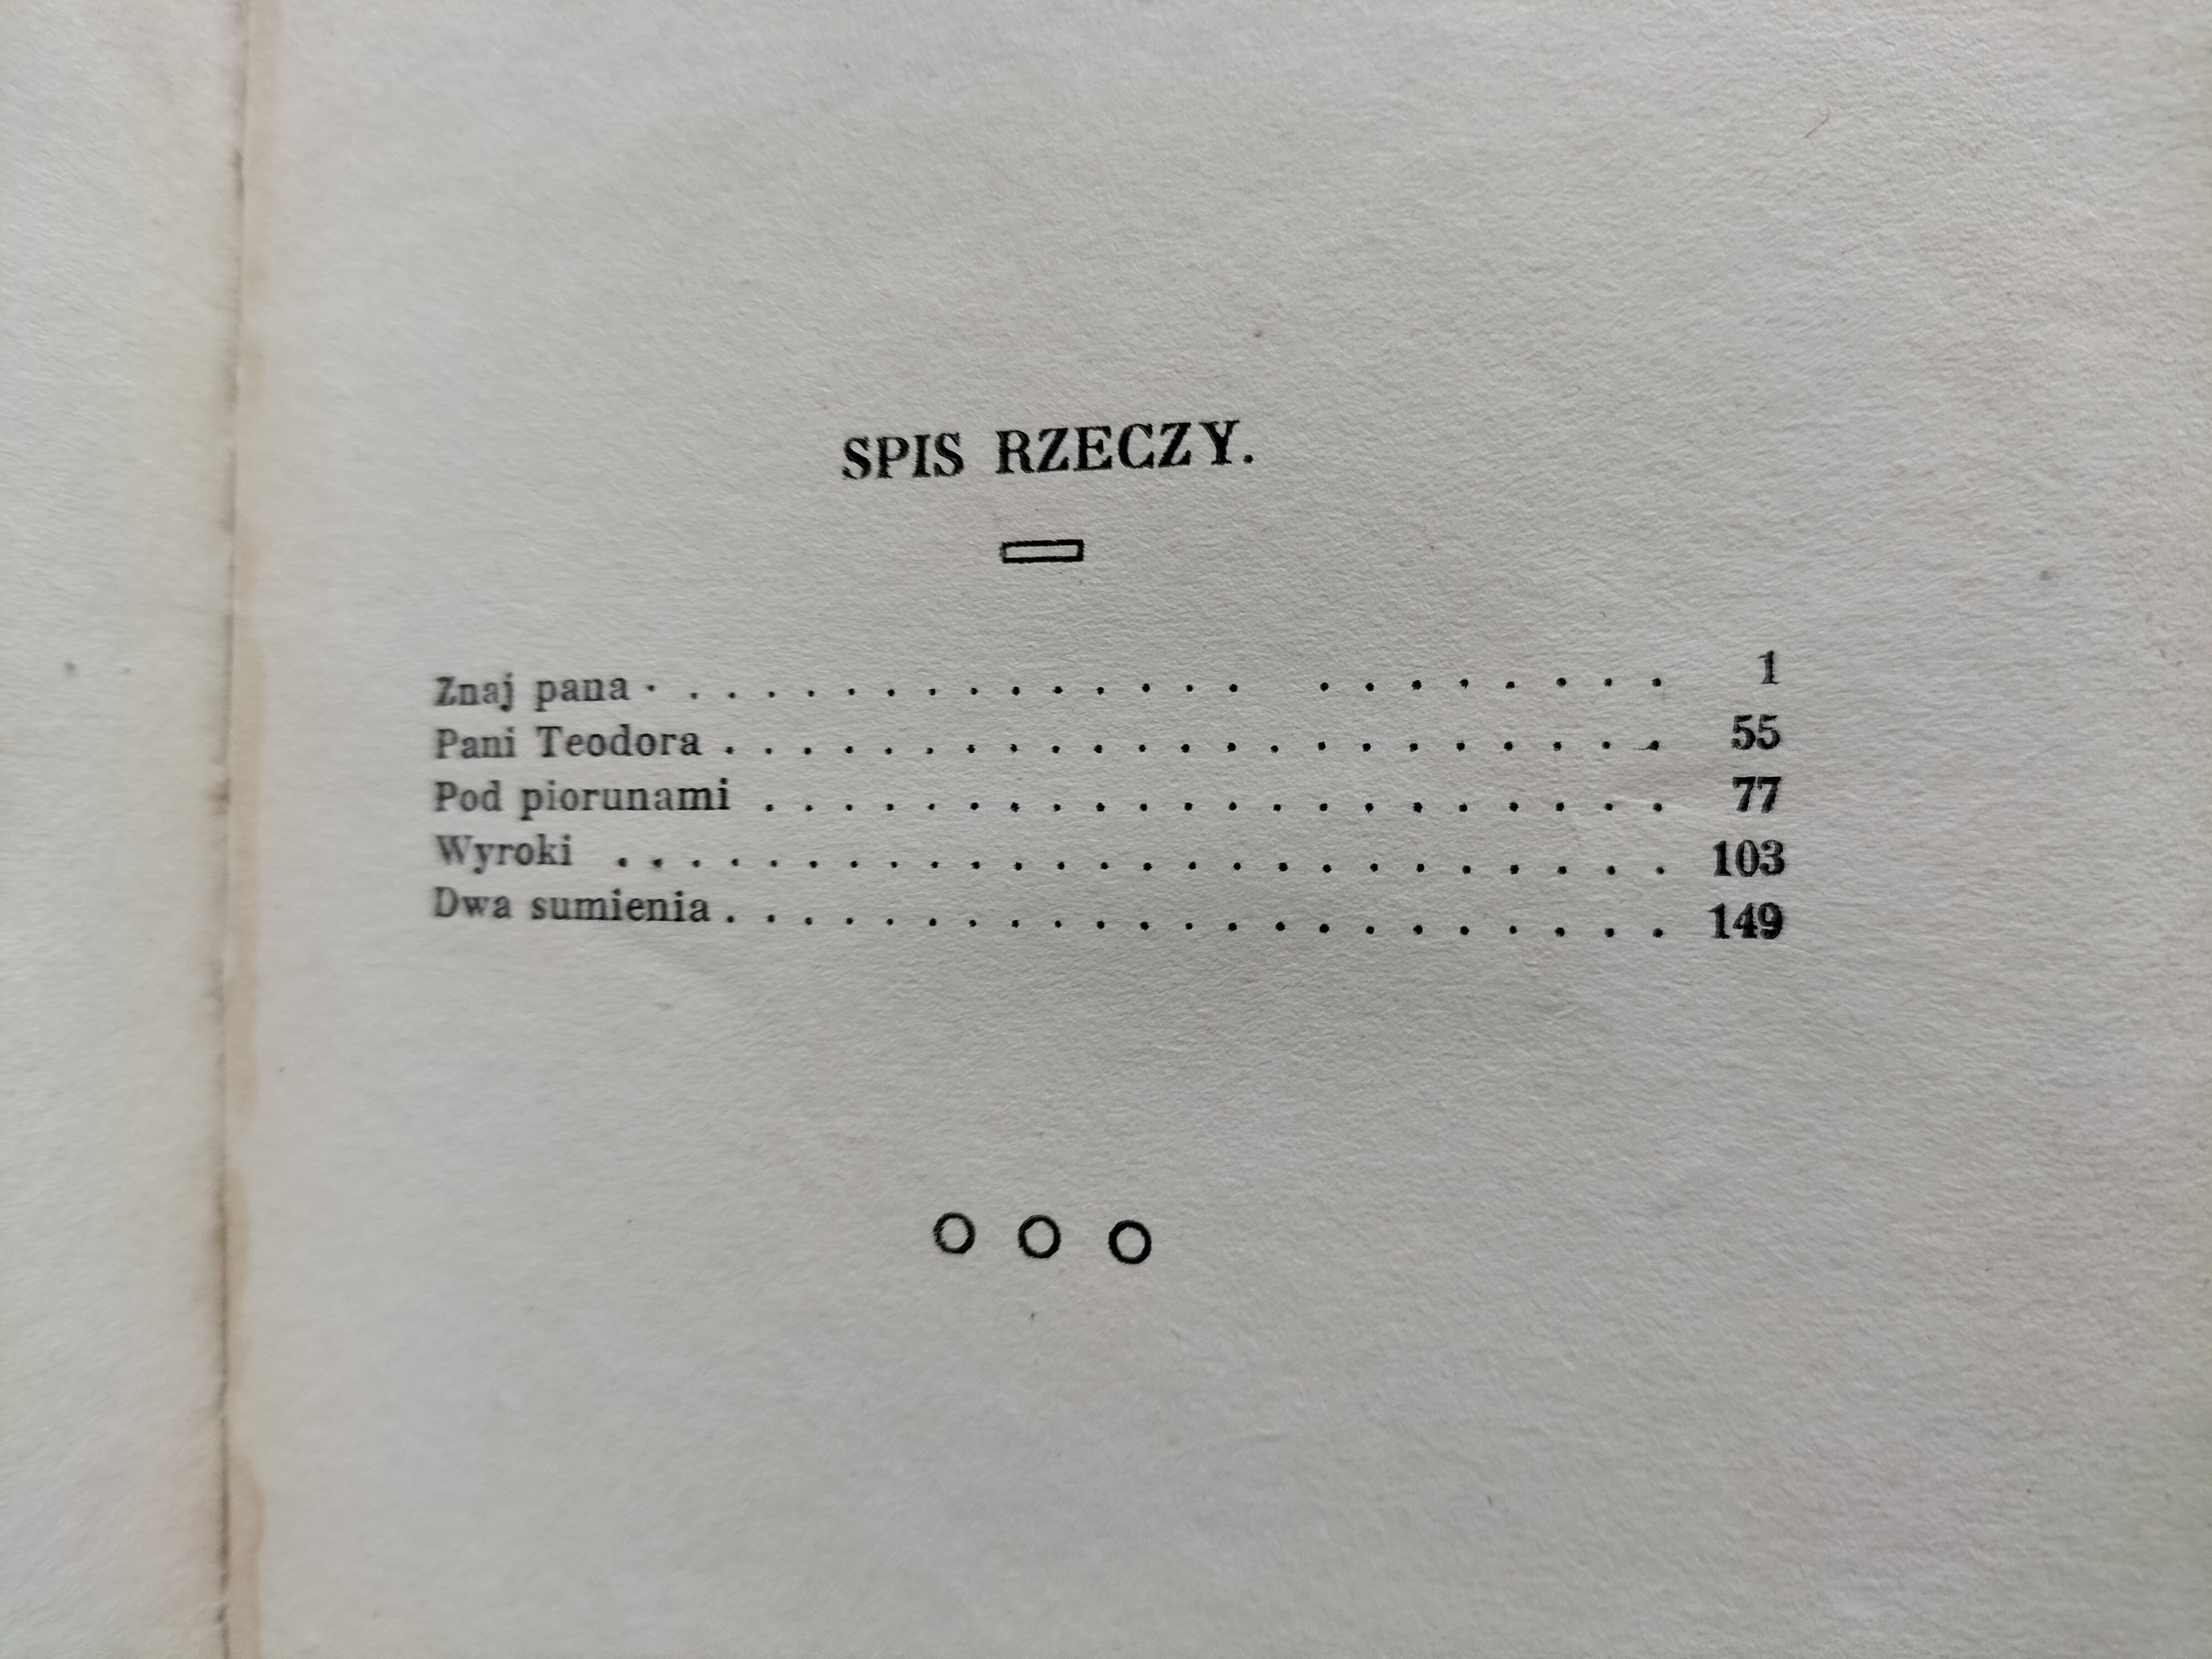 SPIS RZECZY.
Znaj pana . . . . . . . . . . . . . . . . . . . . . . . . 1
Pani Teodora . . . . . . . . . . . . . . . . . . . . . . . 55
Pod piorunami . . . . . . . . . . . . . . . . . . . . . . 77
Wyroki . . . . . . . . . . . . . . . . . . . . . . . . . . 103
Dwa sumienia . . . . . . . . . . . . . . . . . . . . . . . 149